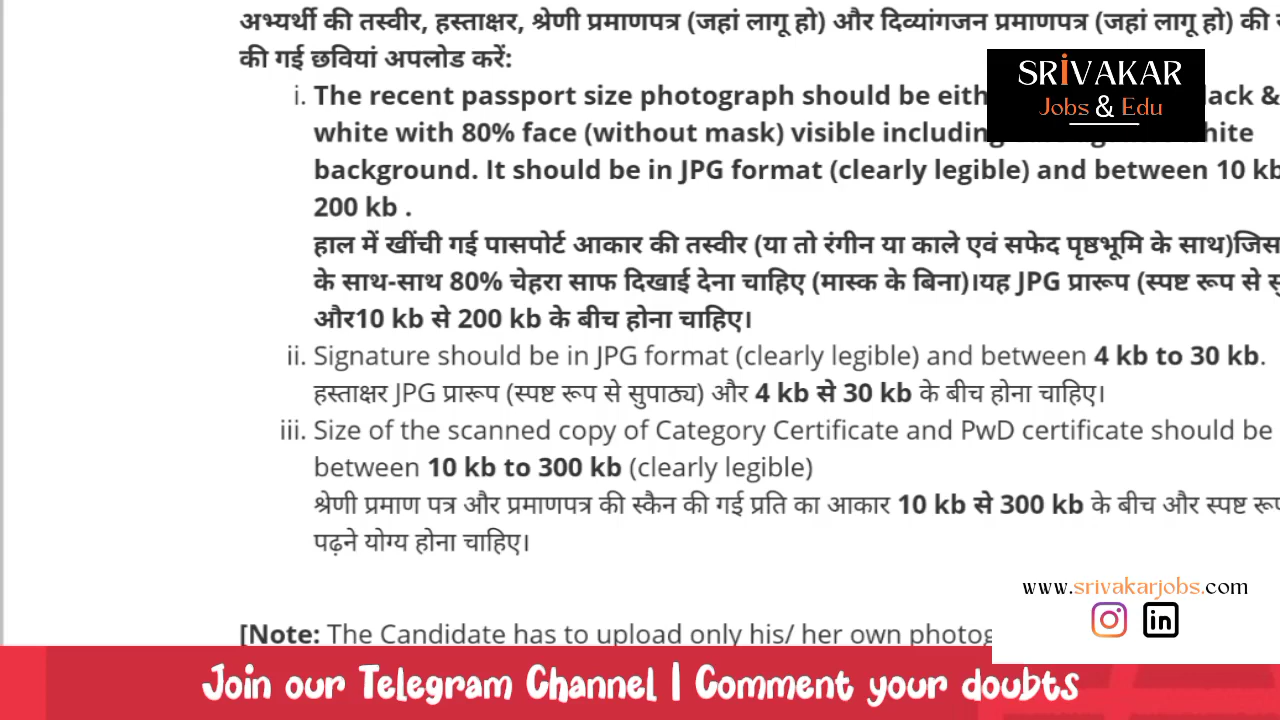 अभ्यर्थी की तस्वीर, हस्ताक्षर, श्रेणी प्रमाणपत्र (जहां लागू हो) और दिव्यांगजन प्रमाणपत्र (जहां लागू हो) की
की गई छवियां अपलोड करें:
SRiVAKAR
Jobs & Edu
i. The recent passport size photograph should be &
white with 80% face (without mask) visible
background. It should be in JPG format (clearly legible) and between 10 kb
200 kb .
हाल में खींची गई पासपोर्ट आकार की तस्वीर (या तो रंगीन या काले एवं सफेद पृष्ठभूमि के साथ)जिस
के साथ-साथ 80% चेहरा साफ दिखाई देना चाहिए (मास्क के बिना)।यह JPG प्रारूप (स्पष्ट रूप से
और10 kb से 200 kb के बीच होना चाहिए।
ii. Signature should be in JPG format (clearly legible) and between 4 kb to 30 kb.
हस्ताक्षर JPG प्रारूप (स्पष्ट रूप से सुपाठ्य) और 4 kb से 30 kb के बीच होना चाहिए।
iii. Size of the scanned copy of Category Certificate and PwD certificate should be
between 10 kb to 300 kb (clearly legible)
श्रेणी प्रमाण पत्र और प्रमाणपत्र की स्कैन की गई प्रति का आकार 10 kb से 300 kb के बीच और स्पष्ट
पढ़ने योग्य होना चाहिए।
www.srivakarjobs.com
[Note: The Candidate has to upload only his/ her own
Join our Telegram Channel | Comment your doubts